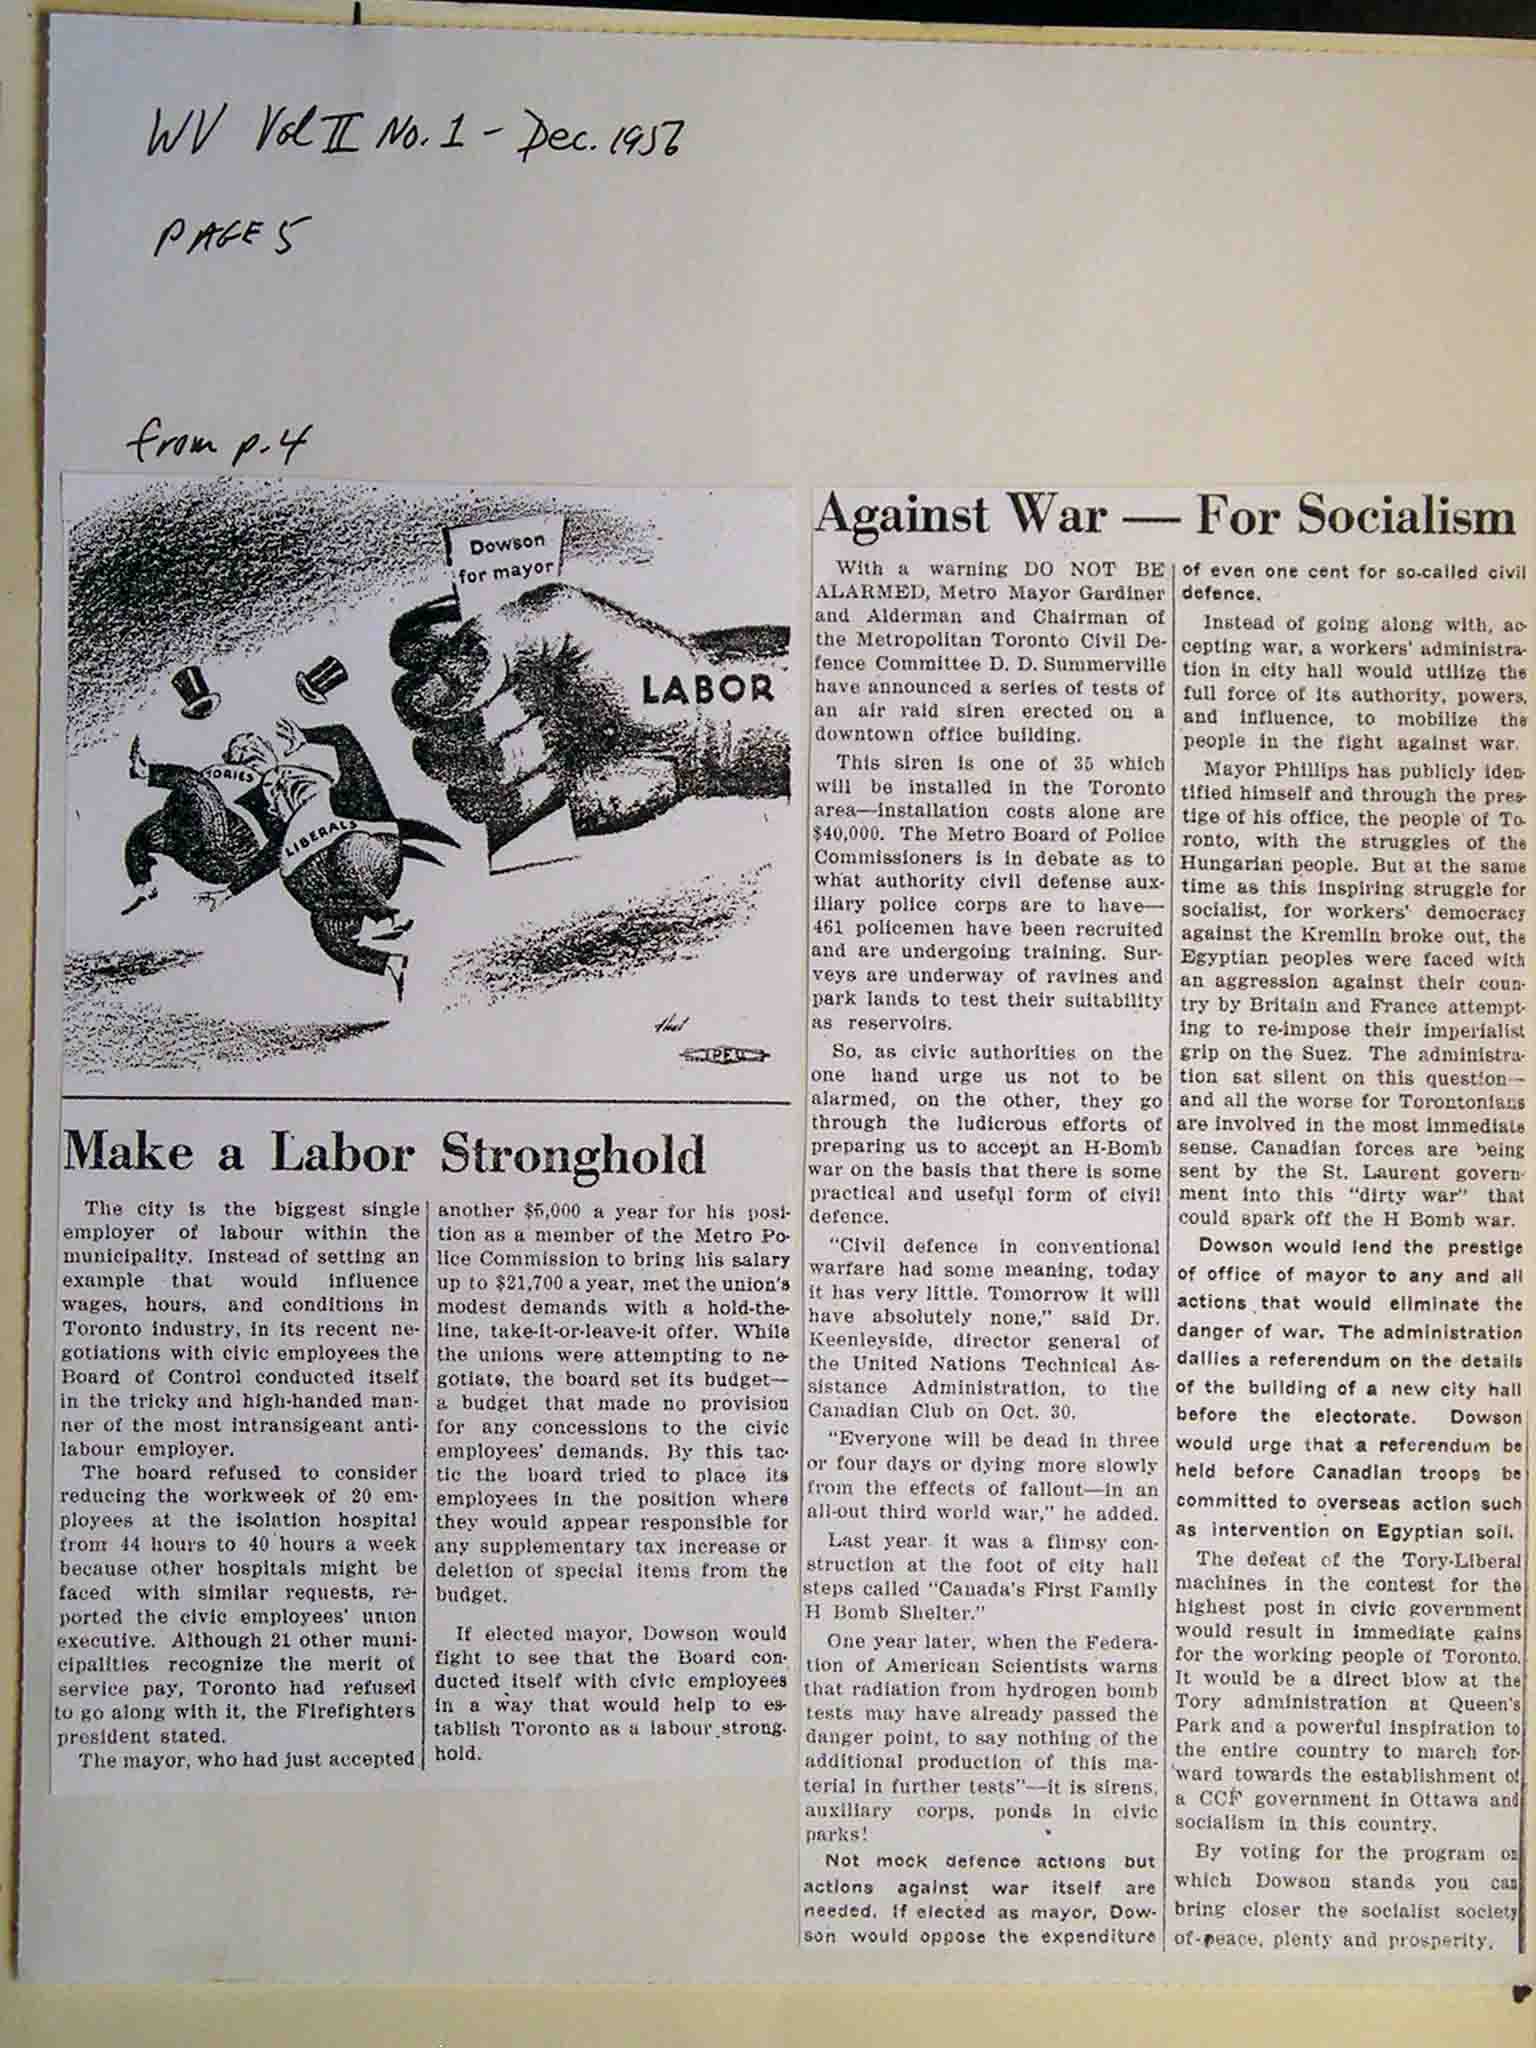 WV Vol II No. 1 - Dec. 1956
PAGE 5
from p. 4
Dowson
for mayor
LABOR
TORIES
LIBERALS
Make a Labor Stronghold
The city is the biggest single
employer of labour within the
municipality. Instead of setting an
example that would influence
wages, hours, and conditions in
Toronto industry, in its recent ne-
gotiations with civic employees the
Board of Control conducted itself
in the tricky and high-handed man-
ner of the most intransigeant anti-
labour employer.
The board refused to consider
reducing the workweek of 20 em-
ployees at the isolation hospital
from 44 hours to 40 hours a week
because other hospitals might be
faced with similar requests, re-
ported the civic employees' union
executive. Although 21 other muni-
cipalities recognize the merit of
service pay, Toronto had refused
to go along with it, the Firefighters
president stated.
The mayor, who had just accepted
another $5,000 a year for his posi-
tion as a member of the Metro Po-
lice Commission to bring his salary
up to $21,700 a year, met the union's
modest demands with a hold-the-
line, take-it-or-leave-it offer. While
the unions were attempting to ne-
gotiate, the board set its budget—
a budget that made no provision
for any concessions to the civic
employees' demands. By this tac-
tic the board tried to place its
employees in the position where
they would appear responsible for
any supplementary tax increase or
deletion of special items from the
budget.
If elected mayor, Dowson would
fight to see that the Board con-
ducted itself with civic employees
in a way that would help to es-
tablish Toronto as a labour strong-
hold.
Against War — For Socialism
With a warning DO NOT BE
ALARMED, Metro Mayor Gardiner
and Alderman and Chairman of
the Metropolitan Toronto Civil De-
fence Committee D. D. Summerville
have announced a series of tests of
an air raid siren erected on a
downtown office building.
This siren is one of 35 which
will be installed in the Toronto
area—installation costs alone are
$40,000. The Metro Board of Police
Commissioners is in debate as to
what authority civil defense aux-
iliary police corps are to have—
461 policemen have been recruited
and are undergoing training. Sur-
veys are underway of ravines and
park lands to test their suitability
as reservoirs.
So, as civic authorities on the
one hand urge us not to be
alarmed, on the other, they go
through the ludicrous efforts of
preparing us to accept an H-Bomb
war on the basis that there is some
practical and useful form of civil
defence.
"Civil defence in conventional
warfare had some meaning, today
it has very little. Tomorrow it will
have absolutely none," said Dr.
Keenleyside, director general of
the United Nations Technical As-
sistance Administration, to the
Canadian Club on Oct. 30.
"Everyone will be dead in three
or four days or dying more slowly
from the effects of fallout—in an
all-out third world war," he added.
Last year it was a flimsy con-
struction at the foot of city hall
steps called "Canada's First Family
H Bomb Shelter."
One year later, when the Federa-
tion of American Scientists warns
that radiation from hydrogen bomb
tests may have already passed the
danger point, to say nothing of the
additional production of this ma-
terial in further tests"—it is sirens,
auxiliary corps, ponds in civic
parks!
Not mock defence actions but
actions against war itself are
needed. If elected as mayor, Dow-
son would oppose the expenditure
of even one cent for so-called civil
defence.
Instead of going along with, ac-
cepting war, a workers' administra-
tion in city hall would utilize the
full force of its authority, powers,
and influence, to mobilize the
people in the fight against war.
Mayor Phillips has publicly iden-
tified himself and through the pres-
tige of his office, the people of To-
ronto, with the struggles of the
Hungarian people. But at the same
time as this inspiring struggle for
socialist, for workers' democracy
against the Kremlin broke out, the
Egyptian peoples were faced with
an aggression against their coun-
try by Britain and France attempt-
ing to re-impose their imperialist
grip on the Suez. The administra-
tion sat silent on this question—
and all the worse for Torontonians
are involved in the most immediate
sense. Canadian forces are being
sent by the St. Laurent govern-
ment into this "dirty war" that
could spark off the H Bomb war.
Dowson would lend the prestige
of office of mayor to any and all
actions that would eliminate the
danger of war. The administration
dallies a referendum on the details
of the building of a new city hall
before the electorate. Dowson
would urge that a referendum be
held before Canadian troops be
committed to overseas action such
as intervention on Egyptian soil.
The defeat of the Tory-Liberal
machines in the contest for the
highest post in civic government
would result in immediate gains
for the working people of Toronto.
It would be a direct blow at the
Tory administration at Queen's
Park and a powerful inspiration to
the entire country to march for-
ward towards the establishment of
a CCF government in Ottawa and
socialism in this country.
By voting for the program on
which Dowson stands you can
bring closer the socialist society
of peace, plenty and prosperity.